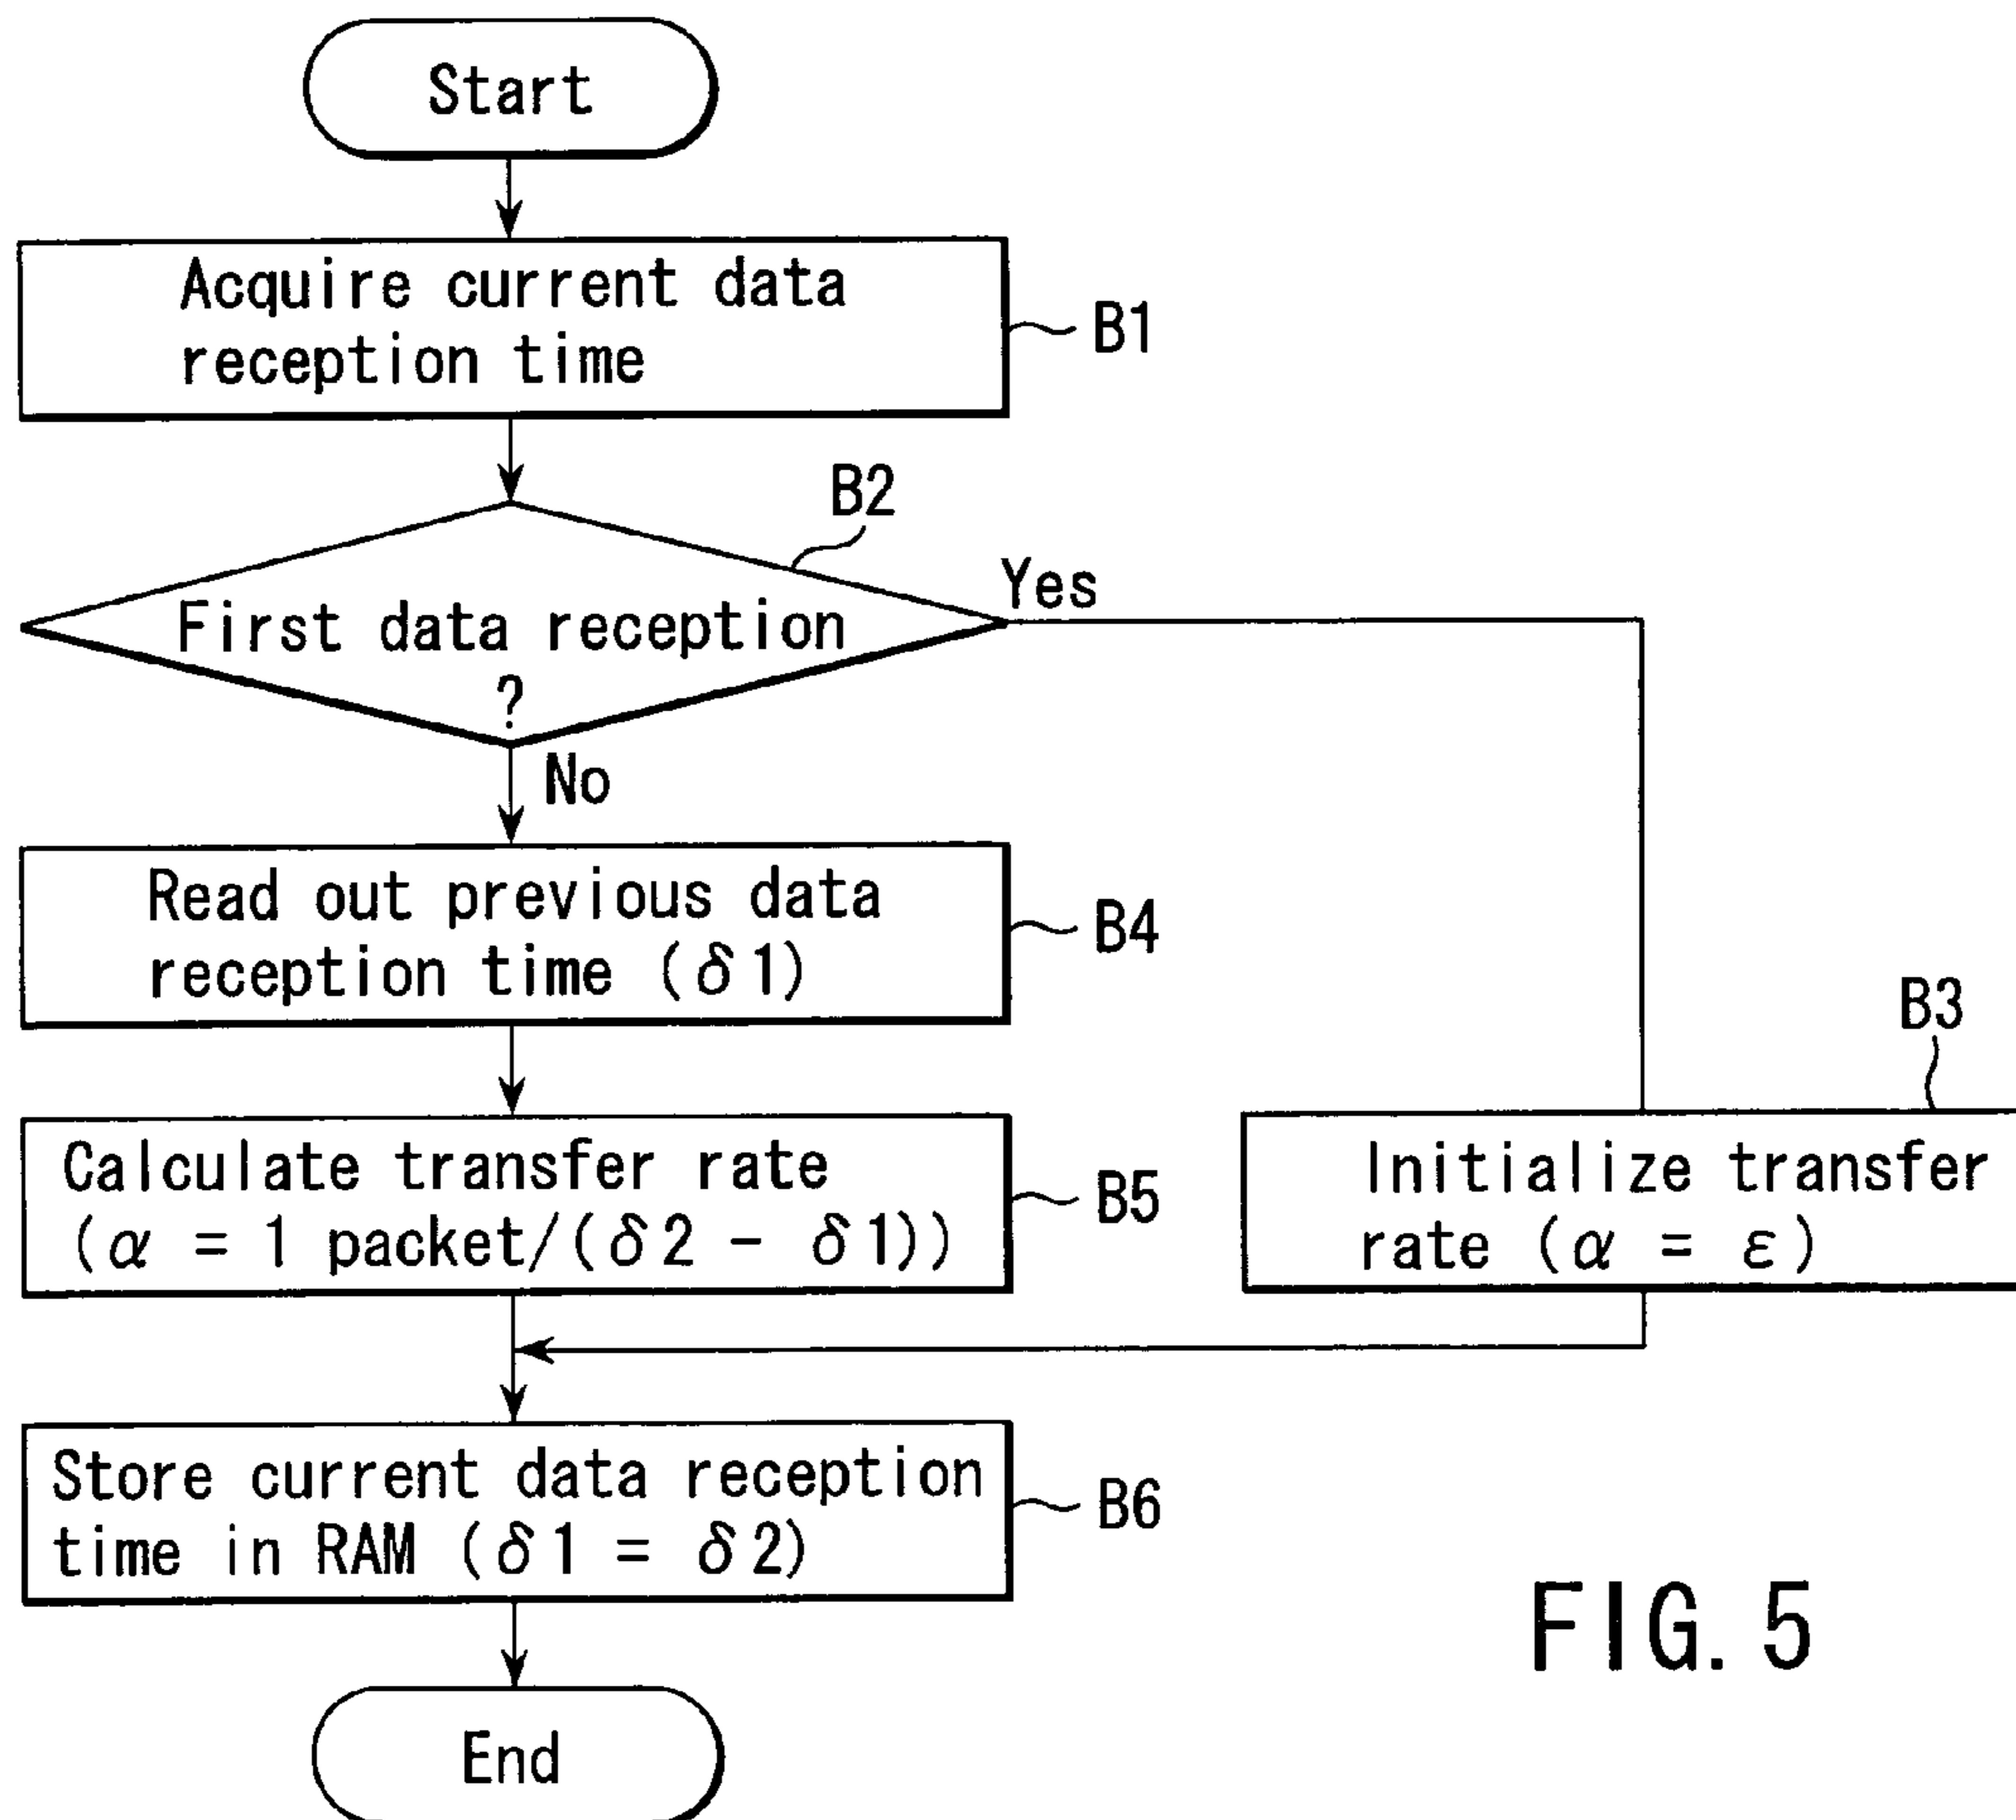 Start
Acquire current data
reception time
B1
B2
First data reception
?
Yes
No
Read out previous data
reception time (δ1)
B4
B3
Calculate transfer rate
(α = 1 packet/(δ2 - δ1))
B5
Initialize transfer
rate (α = ε)
Store current data reception
time in RAM (δ1 = δ2)
B6
FIG. 5
End